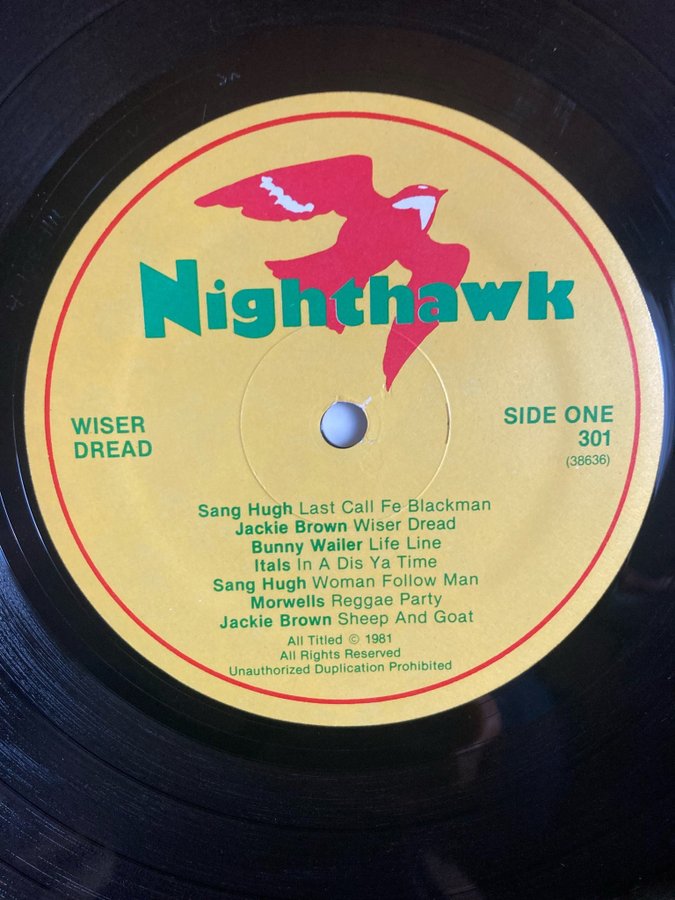 Nighthawk
WISER
DREAD
SIDE ONE
301
(38636)
Sang Hugh Last Call Fe Blackman
Jackie Brown Wiser Dread
Bunny Wailer Life Line
Itals In A Dis Ya Time
Sang Hugh Woman Follow Man
Morwells Reggae Party
Jackie Brown Sheep And Goat
All Titled © 1981
All Rights Reserved
Unauthorized Duplication Prohibited